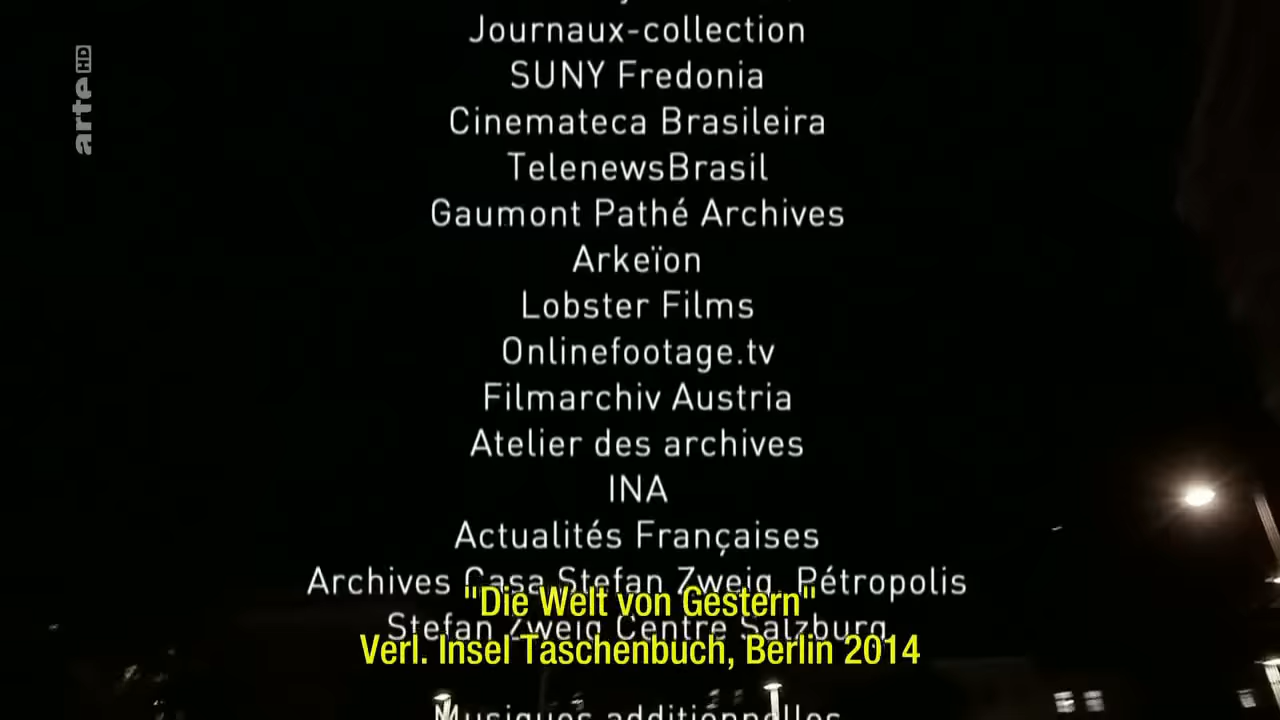 arte HD
Journaux-collection
SUNY Fredonia
Cinemateca Brasileira
TelenewsBrasil
Gaumont Pathé Archives
Arkeïon
Lobster Films
Onlinefootage.tv
Filmarchiv Austria
Atelier des archives
INA
Actualités Françaises
Archives Casa Stefan Zweig, Pétropolis
"Die Welt von Gestern"
Stefan Zweig Centre Salzburg
Verl. Insel Taschenbuch, Berlin 2014
Musiques additionnelles